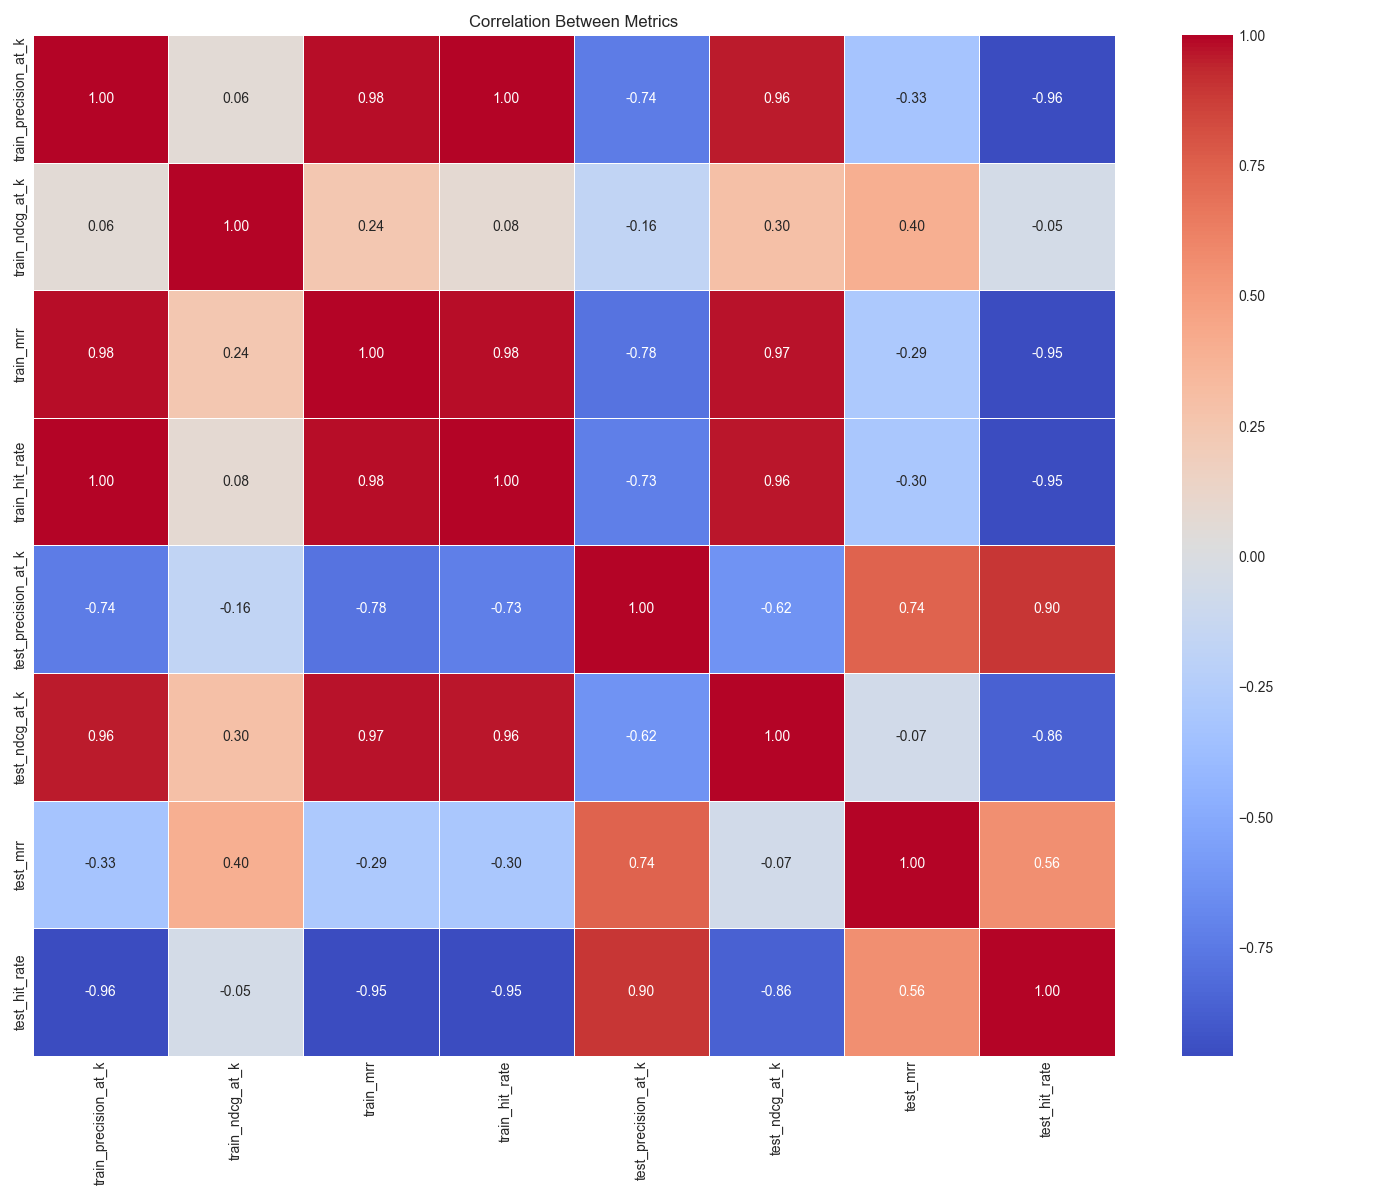 Correlation Between Metrics
train_precision_at_k 1.00 0.06 0.98 1.00 -0.74 0.96 -0.33 -0.96
train_ndcg_at_k 0.06 1.00 0.24 0.08 -0.16 0.30 0.40 -0.05
train_mrr 0.98 0.24 1.00 0.98 -0.78 0.97 -0.29 -0.95
train_hit_rate 1.00 0.08 0.98 1.00 -0.73 0.96 -0.30 -0.95
test_precision_at_k -0.74 -0.16 -0.78 -0.73 1.00 -0.62 0.74 0.90
test_ndcg_at_k 0.96 0.30 0.97 0.96 -0.62 1.00 -0.07 -0.86
test_mrr -0.33 0.40 -0.29 -0.30 0.74 -0.07 1.00 0.56
test_hit_rate -0.96 -0.05 -0.95 -0.95 0.90 -0.86 0.56 1.00
train_precision_at_k train_ndcg_at_k train_mrr train_hit_rate test_precision_at_k test_ndcg_at_k test_mrr test_hit_rate
1.00
0.75
0.50
0.25
0.00
−0.25
−0.50
−0.75